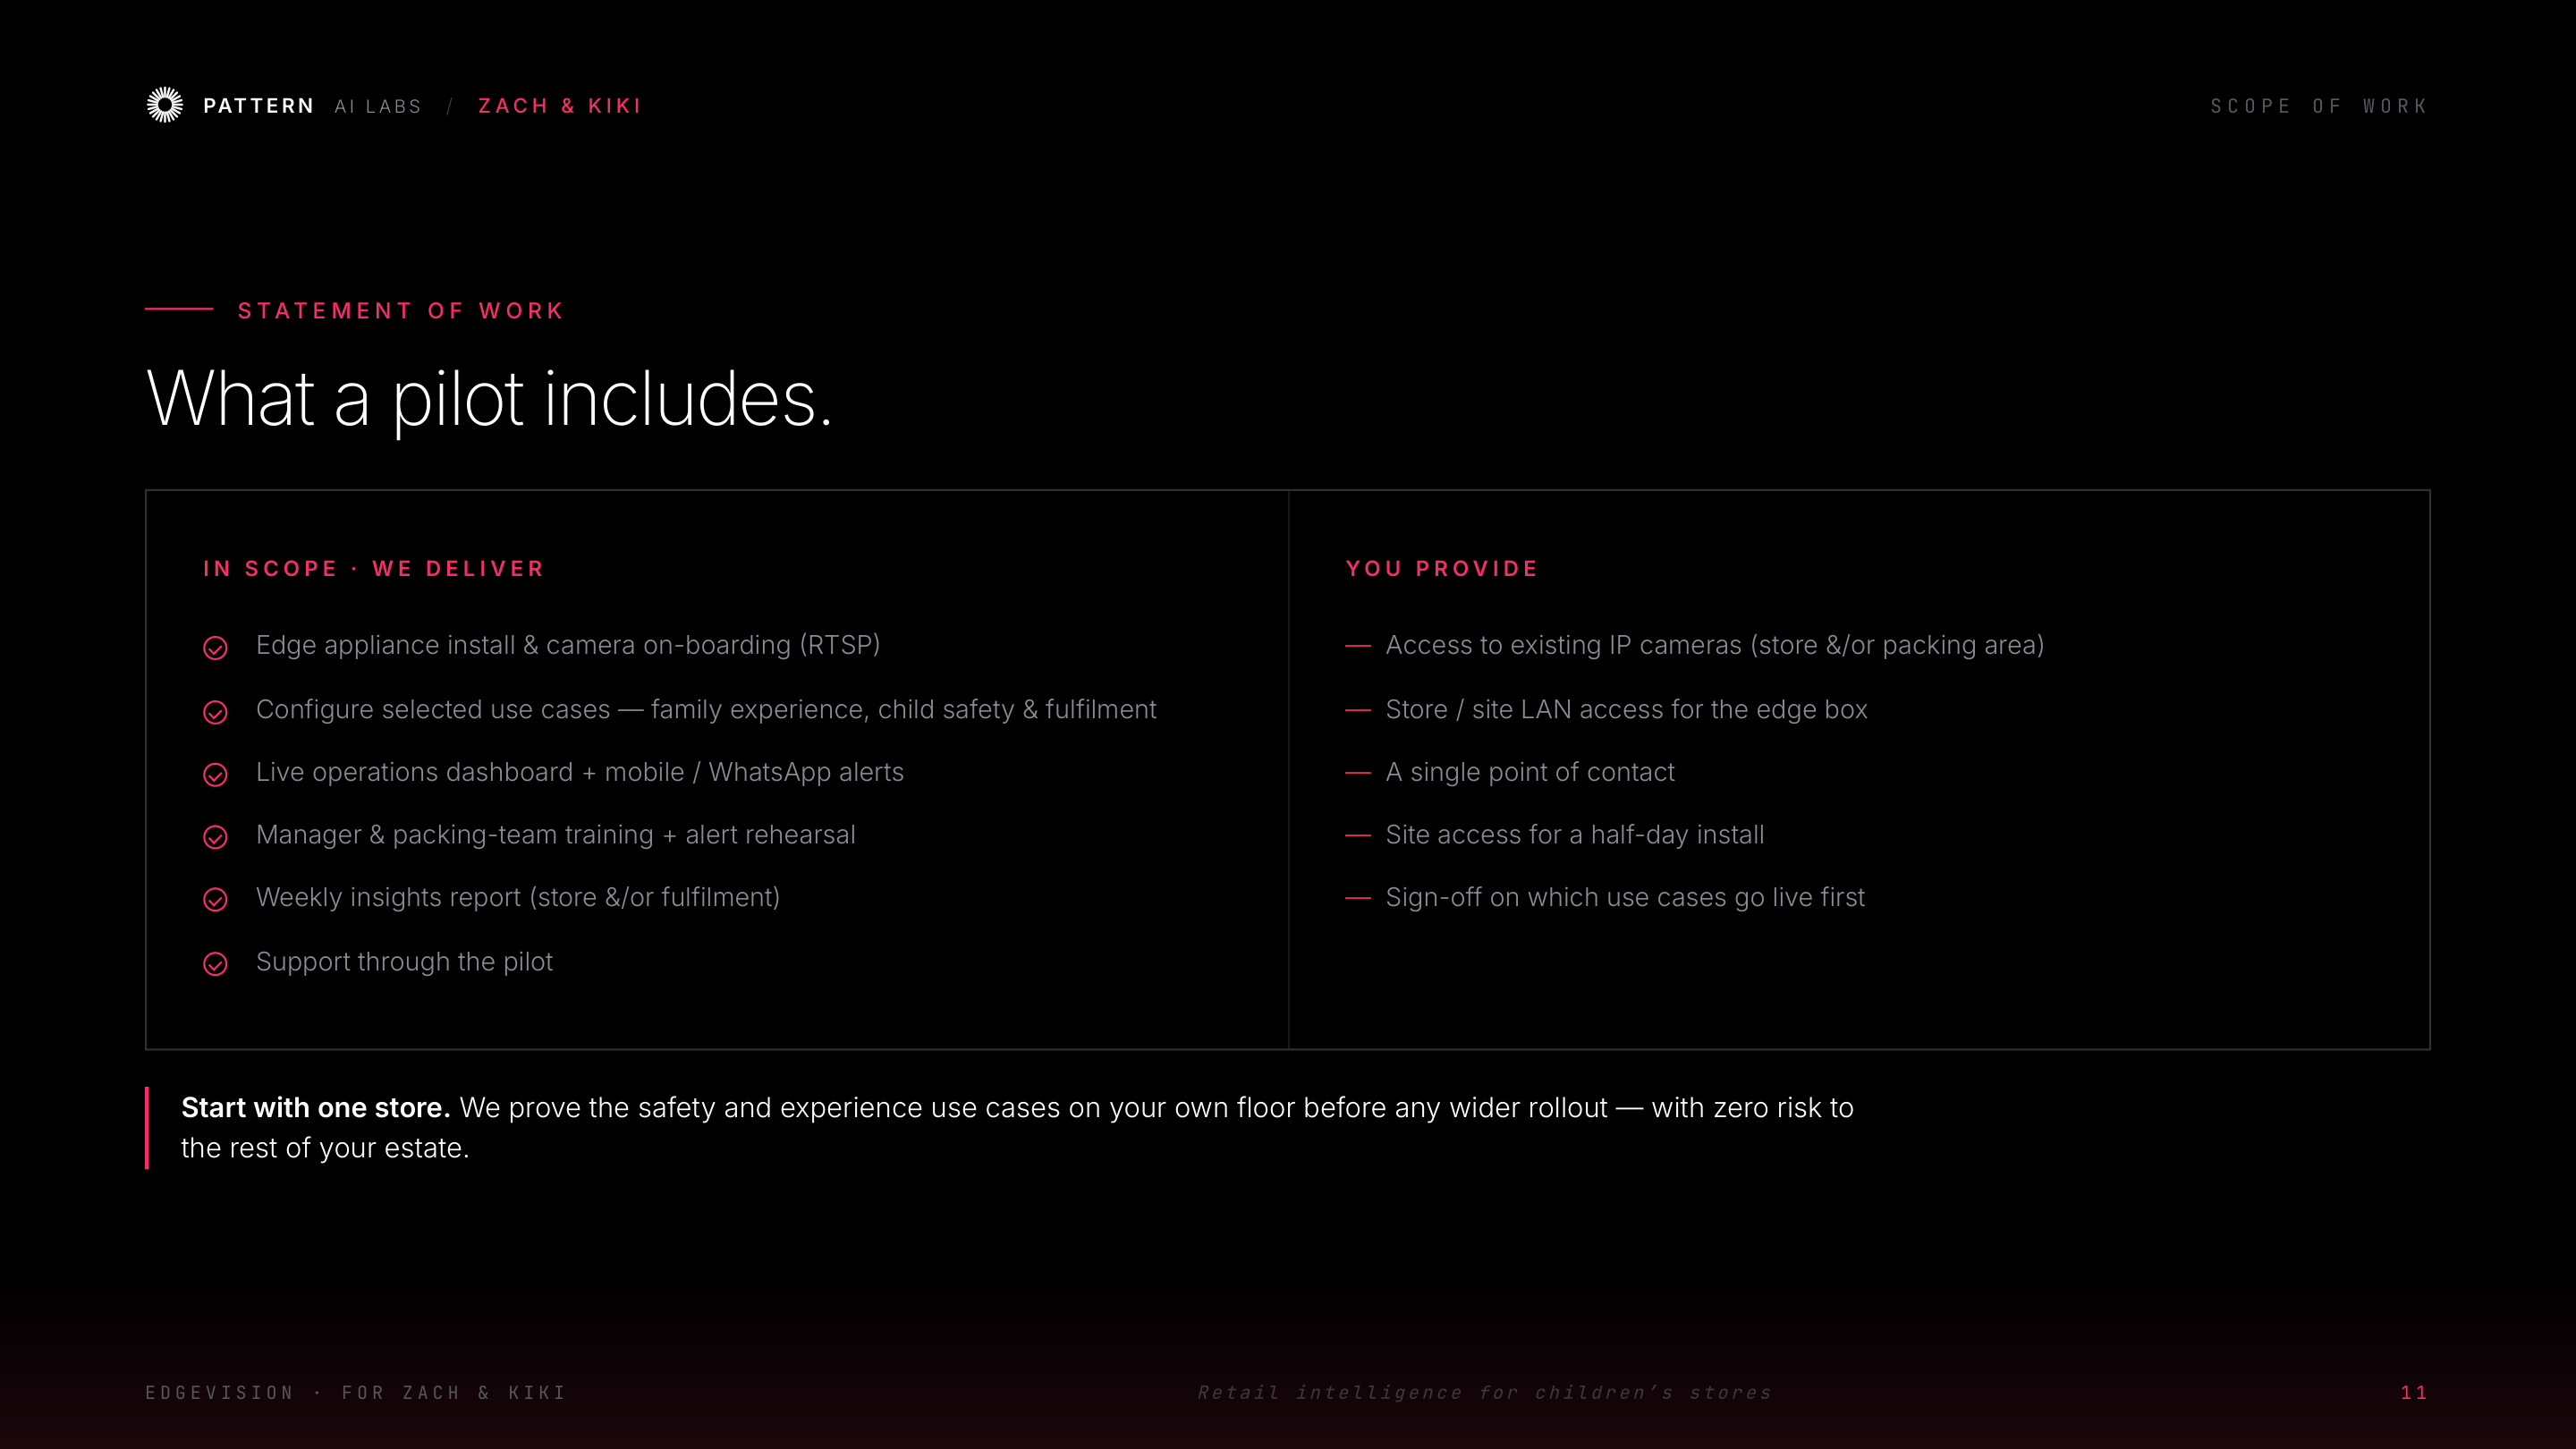 PATTERN AI LABS / ZACH & KIKI
SCOPE OF WORK
STATEMENT OF WORK
What a pilot includes.
IN SCOPE · WE DELIVER
Edge appliance install & camera on-boarding (RTSP)
Configure selected use cases — family experience, child safety & fulfilment
Live operations dashboard + mobile / WhatsApp alerts
Manager & packing-team training + alert rehearsal
Weekly insights report (store &/or fulfilment)
Support through the pilot
YOU PROVIDE
— Access to existing IP cameras (store &/or packing area)
— Store / site LAN access for the edge box
— A single point of contact
— Site access for a half-day install
— Sign-off on which use cases go live first
Start with one store. We prove the safety and experience use cases on your own floor before any wider rollout — with zero risk to
the rest of your estate.
EDGEVISION · FOR ZACH & KIKI
Retail intelligence for children’s stores
11